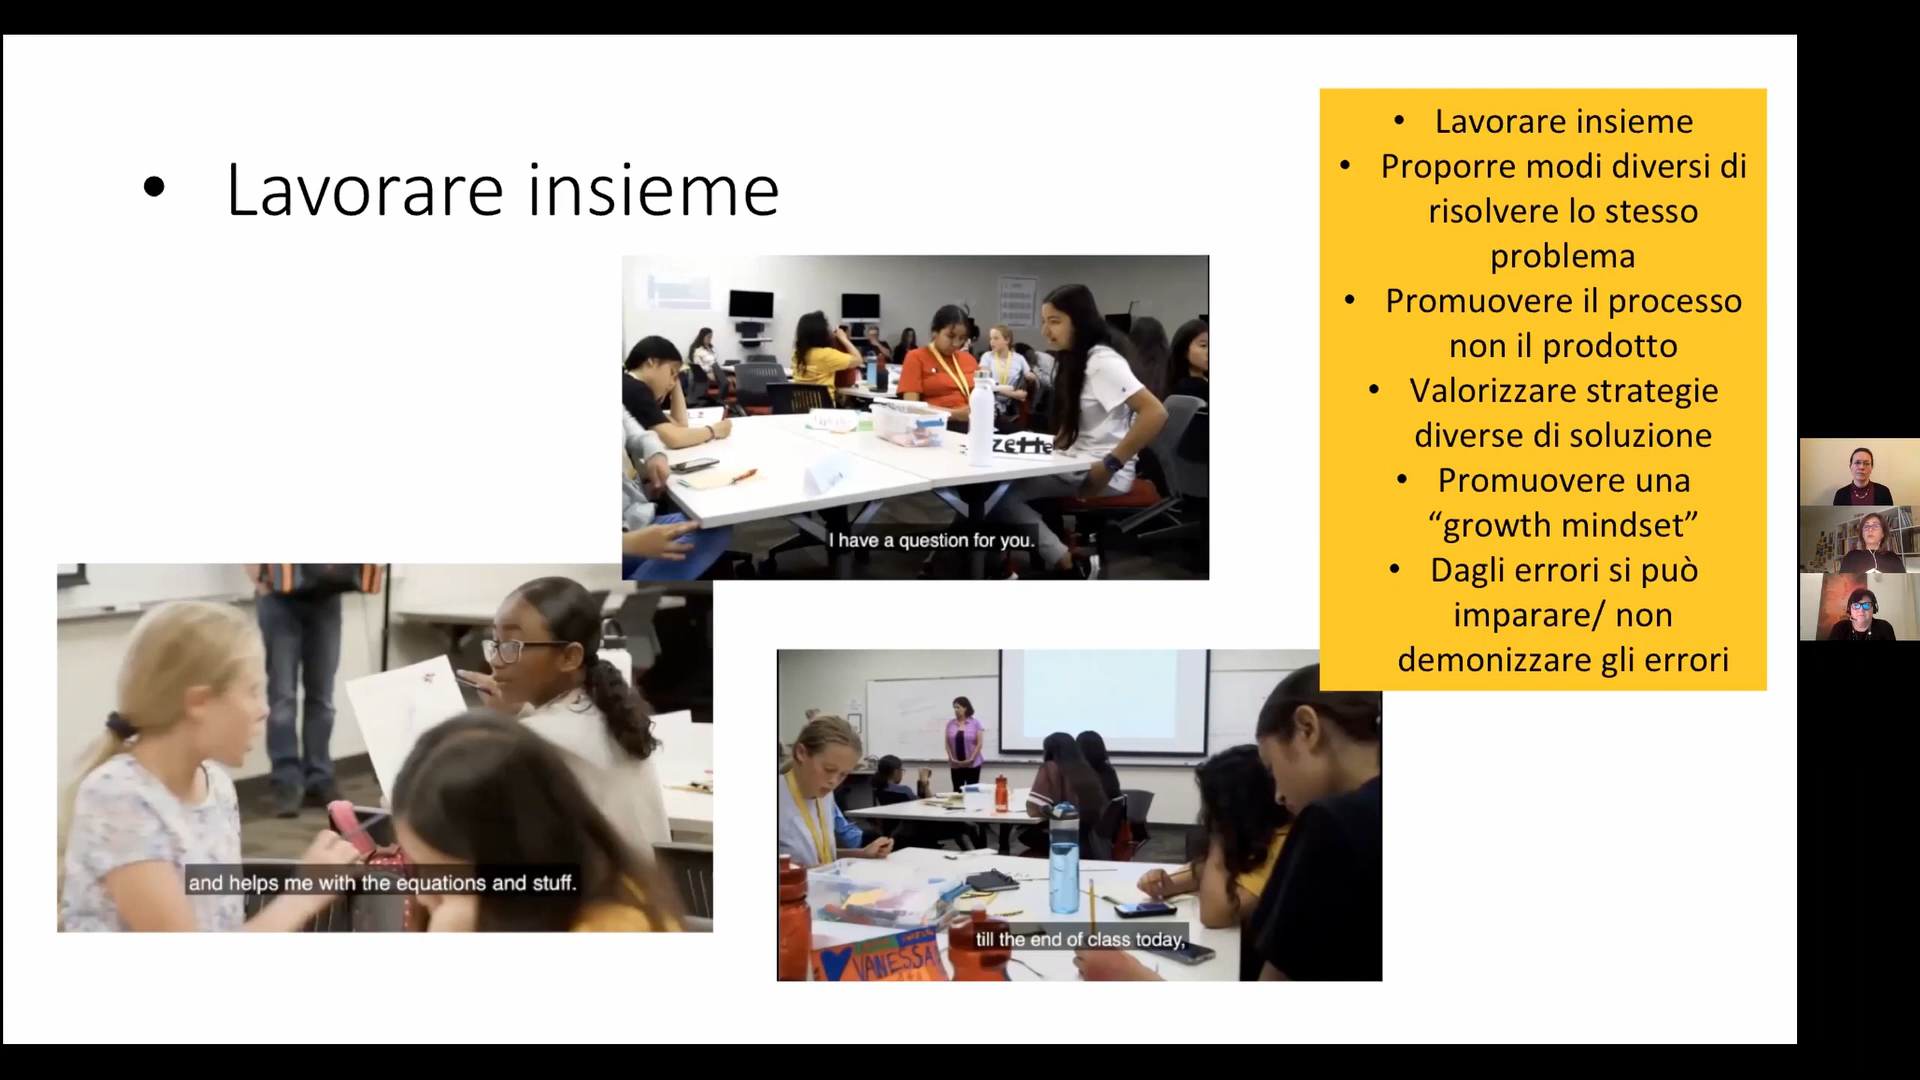 • Lavorare insieme
• Lavorare insieme
• Proporre modi diversi di
risolvere lo stesso
problema
• Promuovere il processo
non il prodotto
• Valorizzare strategie
diverse di soluzione
• Promuovere una
“growth mindset”
• Dagli errori si può
imparare/ non
demonizzare gli errori
zette
I have a question for you.
and helps me with the equations and stuff.
VANESSA
till the end of class today,